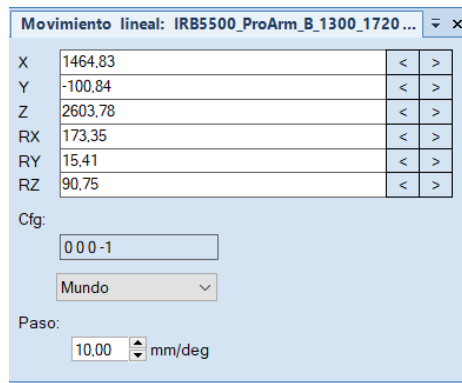 Movimiento lineal: IRB5500_ProArm_B_1300_1720 ...
X 1464,83 < >
Y -100,84 < >
Z 2603,78 < >
RX 173,35 < >
RY 15,41 < >
RZ 90,75 < >
Cfg:
0 0 0 -1
Mundo
Paso:
10,00 mm/deg